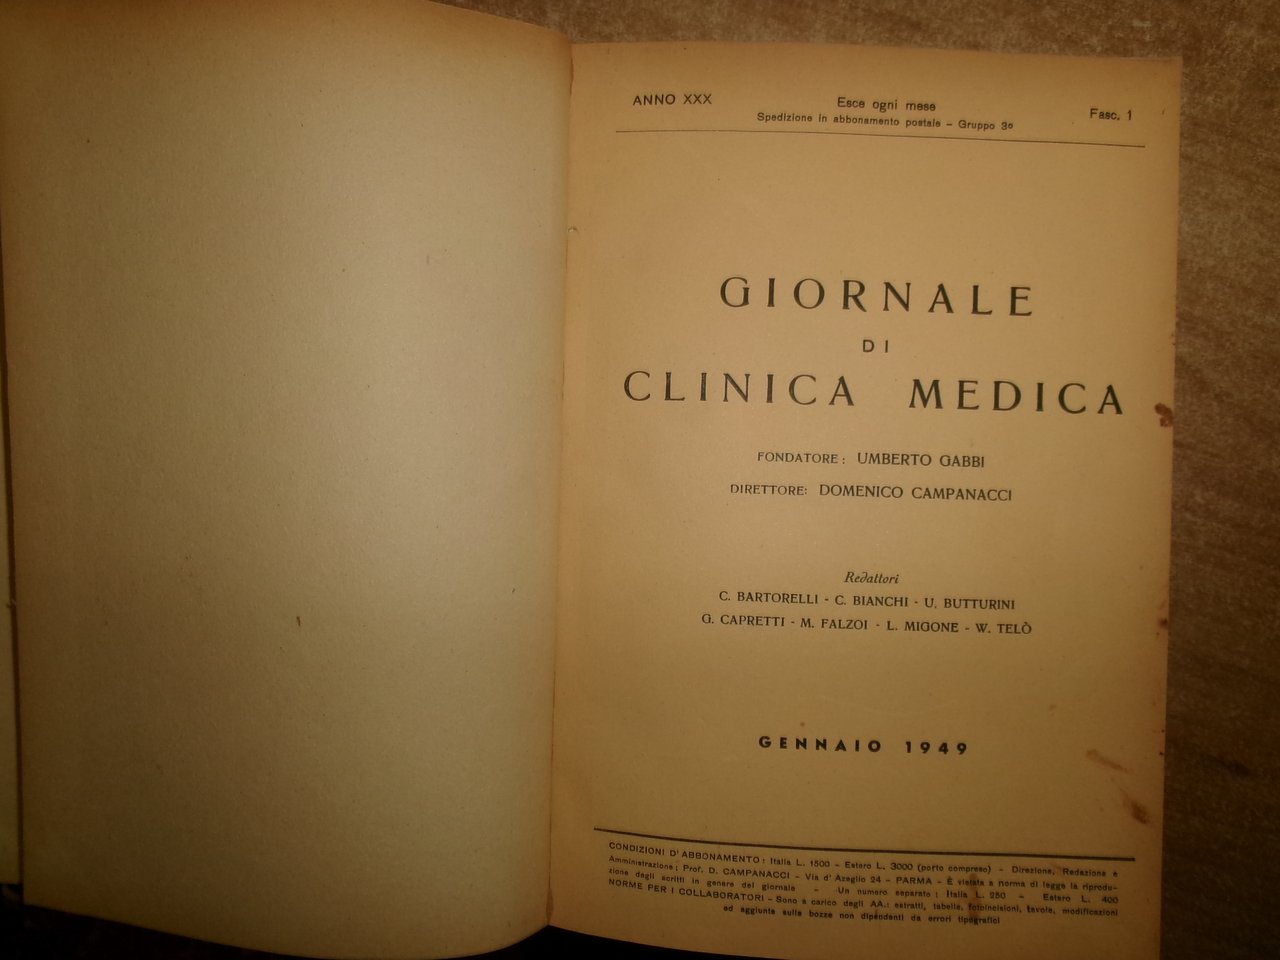 ANNO XXX
Esce ogni mese
Spedizione in abbonamento postale - Gruppo 3º
Fasc. 1
GIORNALE
DI
CLINICA MEDICA
FONDATORE: UMBERTO GABBI
DIRETTORE: DOMENICO CAMPANACCI
Redattori
C. BARTORELLI - C. BIANCHI - U. BUTTURINI
G. CAPRETTI - M. FALZOI - L. MIGONE - W. TELÒ
GENNAIO 1949
CONDIZIONI D'ABBONAMENTO: Italia L. 1500 - Estero L. 3000 (porto compreso) - Direzione, Redazione e
Amministrazione: Prof. D. CAMPANACCI - Via d'Azeglio 24 - PARMA - È vietata a norma di legge la riprodu-
zione degli scritti in genere del giornale - Un numero separato: Italia L. 250 - Estero L. 400
NORME PER I COLLABORATORI - Sono a carico degli AA.: estratti, tabelle, fotoincisioni, tavole, modificazioni
ed aggiunte sulle bozze non dipendenti da errori tipografici